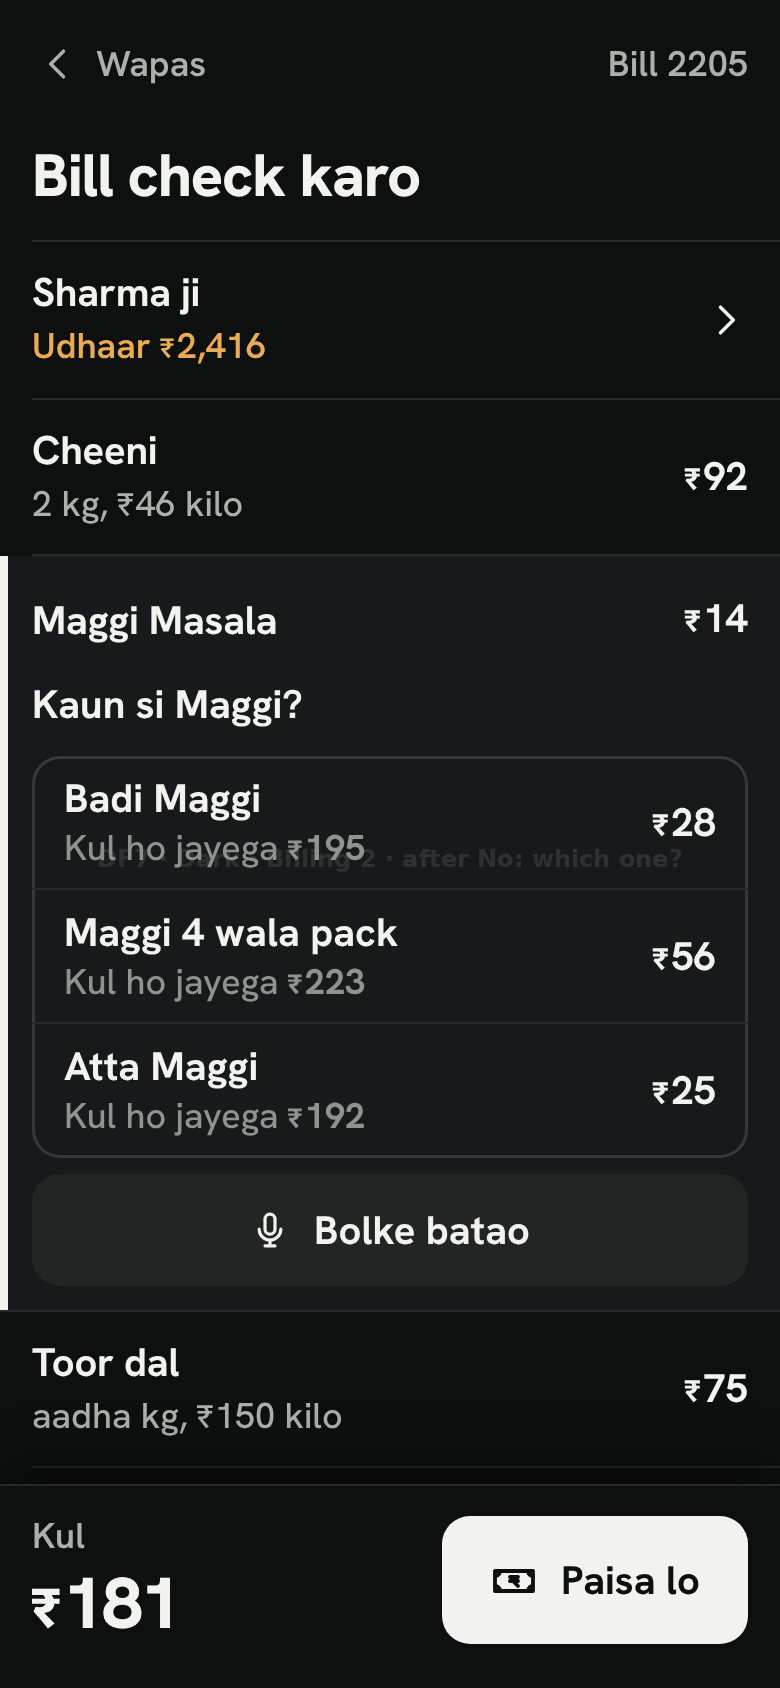 Wapas
Bill 2205
Bill check karo
Sharma ji
Udhaar ₹2,416
Cheeni
₹92
2 kg, ₹46 kilo
Maggi Masala
₹14
Kaun si Maggi?
Badi Maggi
₹28
Kul ho jayega ₹195
Billing 2 · after No: which one?
Maggi 4 wala pack
₹56
Kul ho jayega ₹223
Atta Maggi
₹25
Kul ho jayega ₹192
Bolke batao
Toor dal
₹75
aadha kg, ₹150 kilo
Kul
₹181
Paisa lo